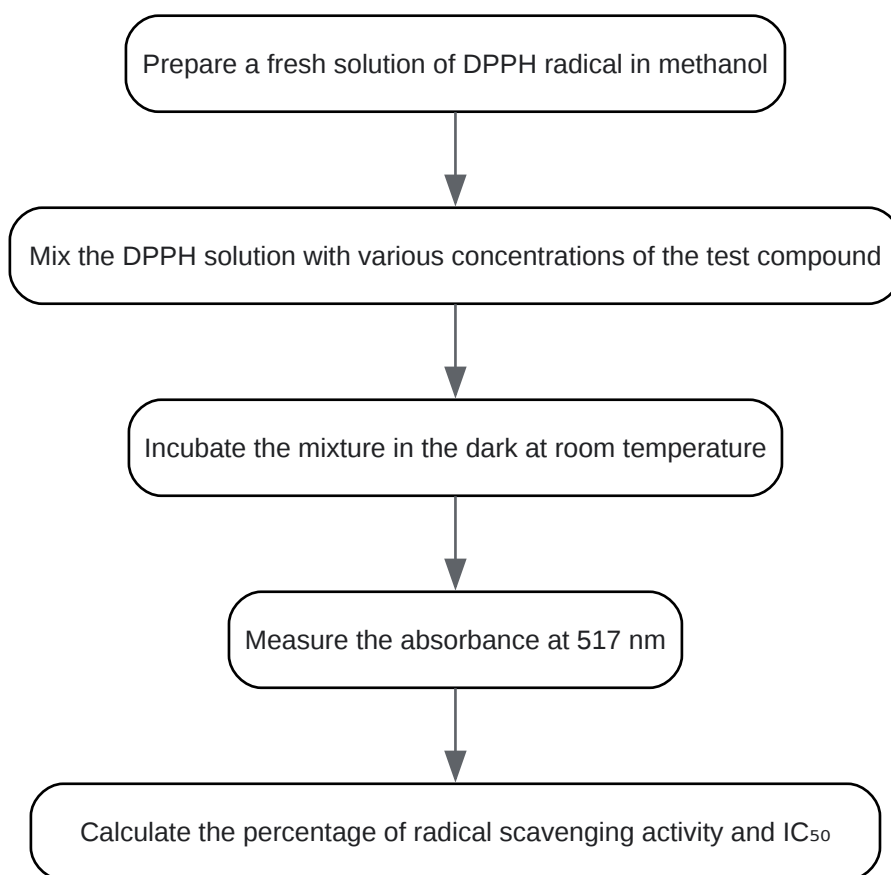 Prepare a fresh solution of DPPH radical in methanol
Mix the DPPH solution with various concentrations of the test compound
Incubate the mixture in the dark at room temperature
Measure the absorbance at 517 nm
Calculate the percentage of radical scavenging activity and IC₅₀